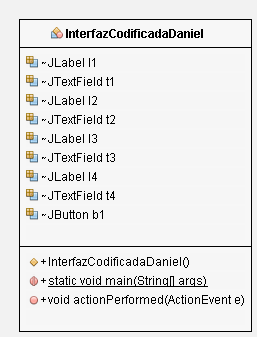 InterfazCodificadaDaniel
~JLabel l1
~JTextField t1
~JLabel l2
~JTextField t2
~JLabel l3
~JTextField t3
~JLabel l4
~JTextField t4
~JButton b1
+InterfazCodificadaDaniel()
+static void main(String[] args)
+void actionPerformed(ActionEvent e)